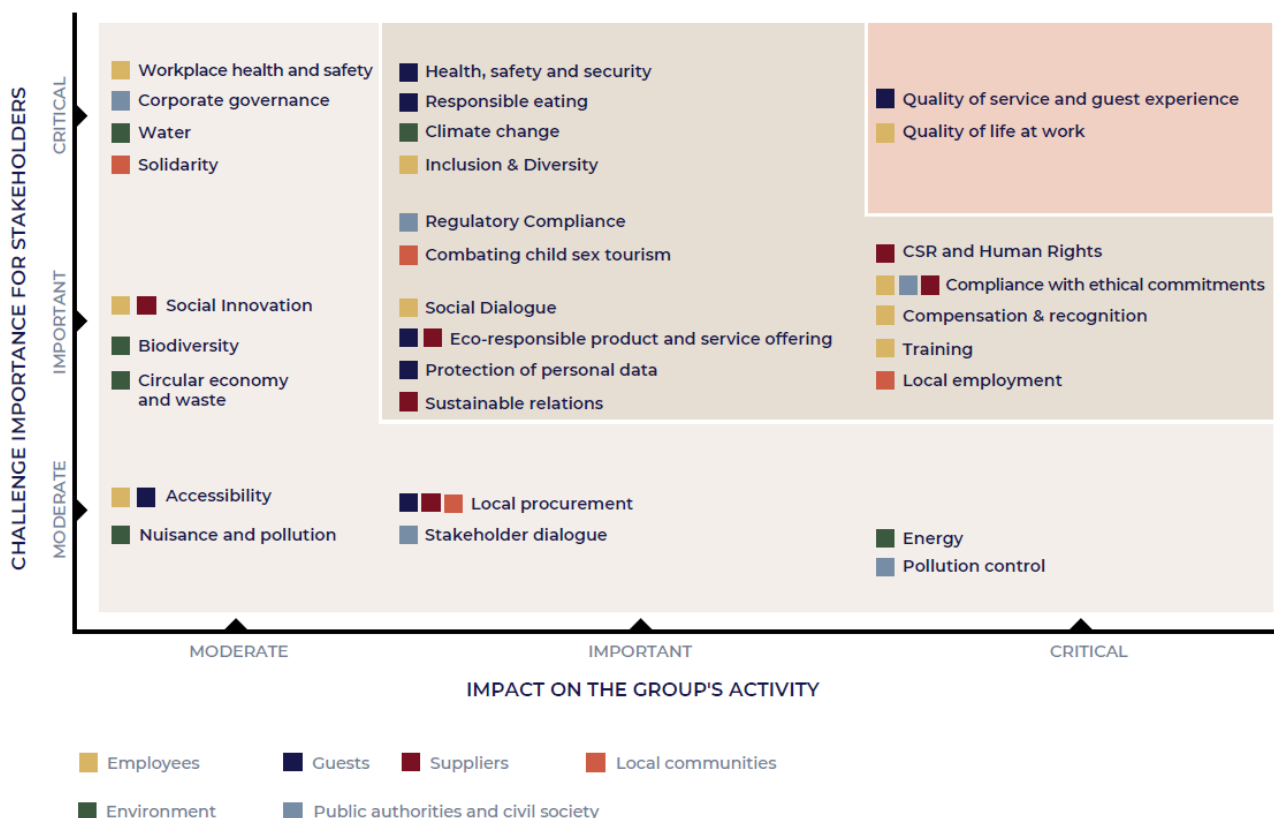 CHALLENGE IMPORTANCE FOR STAKEHOLDERS
CRITICAL
IMPORTANT
MODERATE
Workplace health and safety
Corporate governance
Water
Solidarity
Health, safety and security
Responsible eating
Climate change
Inclusion & Diversity
Regulatory Compliance
Combating child sex tourism
Quality of service and guest experience
Quality of life at work
Social Innovation
Biodiversity
Circular economy
and waste
Social Dialogue
Eco-responsible product and service offering
Protection of personal data
Sustainable relations
CSR and Human Rights
Compliance with ethical commitments
Compensation & recognition
Training
Local employment
Accessibility
Nuisance and pollution
Local procurement
Stakeholder dialogue
Energy
Pollution control
MODERATE
IMPORTANT
CRITICAL
IMPACT ON THE GROUP'S ACTIVITY
Employees
Guests
Suppliers
Local communities
Environment
Public authorities and civil society